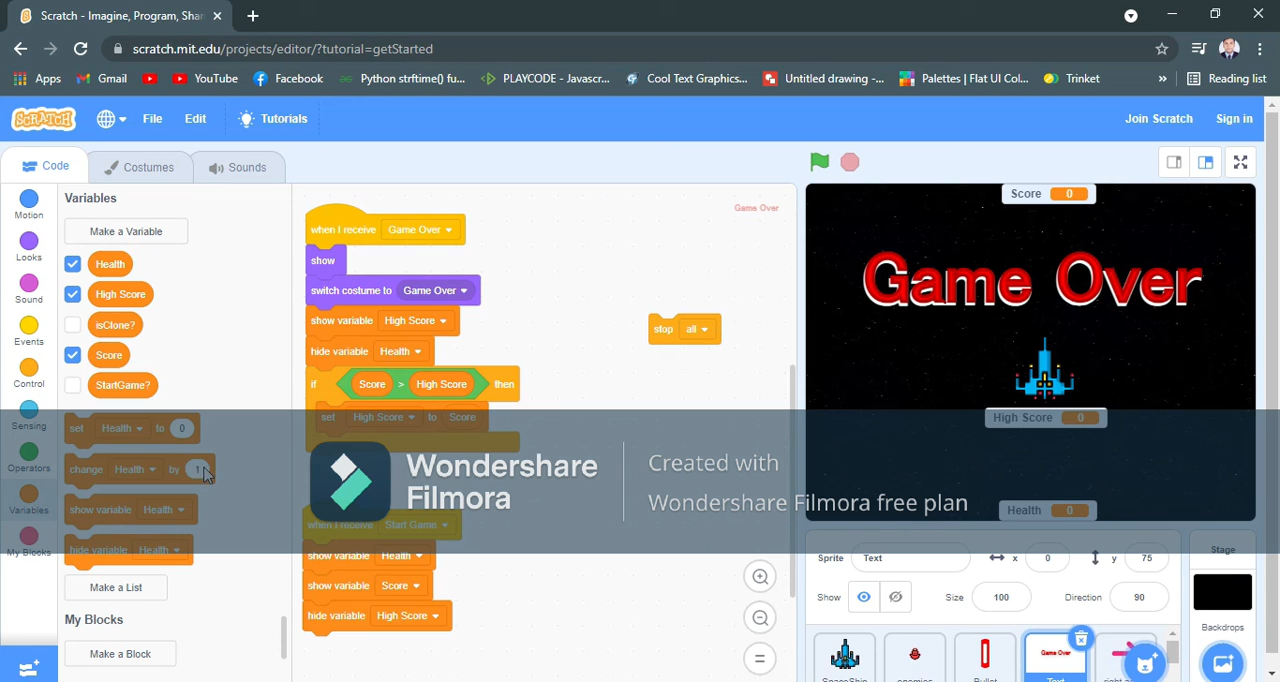 Scratch - Imagine, Program, Shar
scratch.mit.edu/projects/editor/?tutorial=getStarted
Apps Gmail YouTube Facebook Python strftime() fu... PLAYCODE - Javascr... Cool Text Graphics... Untitled drawing -... Palettes | Flat UI Col... Trinket » Reading list
SCRATCH File Edit Tutorials Join Scratch Sign in
Code Costumes Sounds
Motion
Looks
Sound
Events
Control
Sensing
Operators
Variables
My Blocks
Variables
Make a Variable
Health
High Score
isClone?
Score
StartGame?
set Health to 0
change Health by 1
show variable Health
hide variable Health
Make a List
My Blocks
Make a Block
when I receive Game Over
show
switch costume to Game Over
show variable High Score
hide variable Health
if Score > High Score then
set High Score to Score
when I receive Start Game
show variable Health
show variable Score
hide variable High Score
Game Over
stop all
Wondershare
Filmora
Created with
Wondershare Filmora free plan
Score 0
Game Over
High Score 0
Health 0
Sprite Text x 0 y 75
Show Size 100 Direction 90
SpaceShip enemies Bullet Text
Game Over
Stage
Backdrops